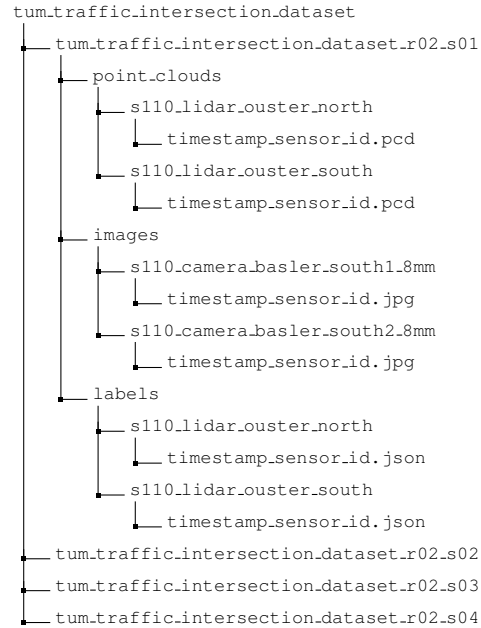 tum_traffic_intersection_dataset
tum_traffic_intersection_dataset_r02_s01
point_clouds
s110_lidar_ouster_north
timestamp_sensor_id.pcd
s110_lidar_ouster_south
timestamp_sensor_id.pcd
images
s110_camera_basler_south1_8mm
timestamp_sensor_id.jpg
s110_camera_basler_south2_8mm
timestamp_sensor_id.jpg
labels
s110_lidar_ouster_north
timestamp_sensor_id.json
s110_lidar_ouster_south
timestamp_sensor_id.json
tum_traffic_intersection_dataset_r02_s02
tum_traffic_intersection_dataset_r02_s03
tum_traffic_intersection_dataset_r02_s04